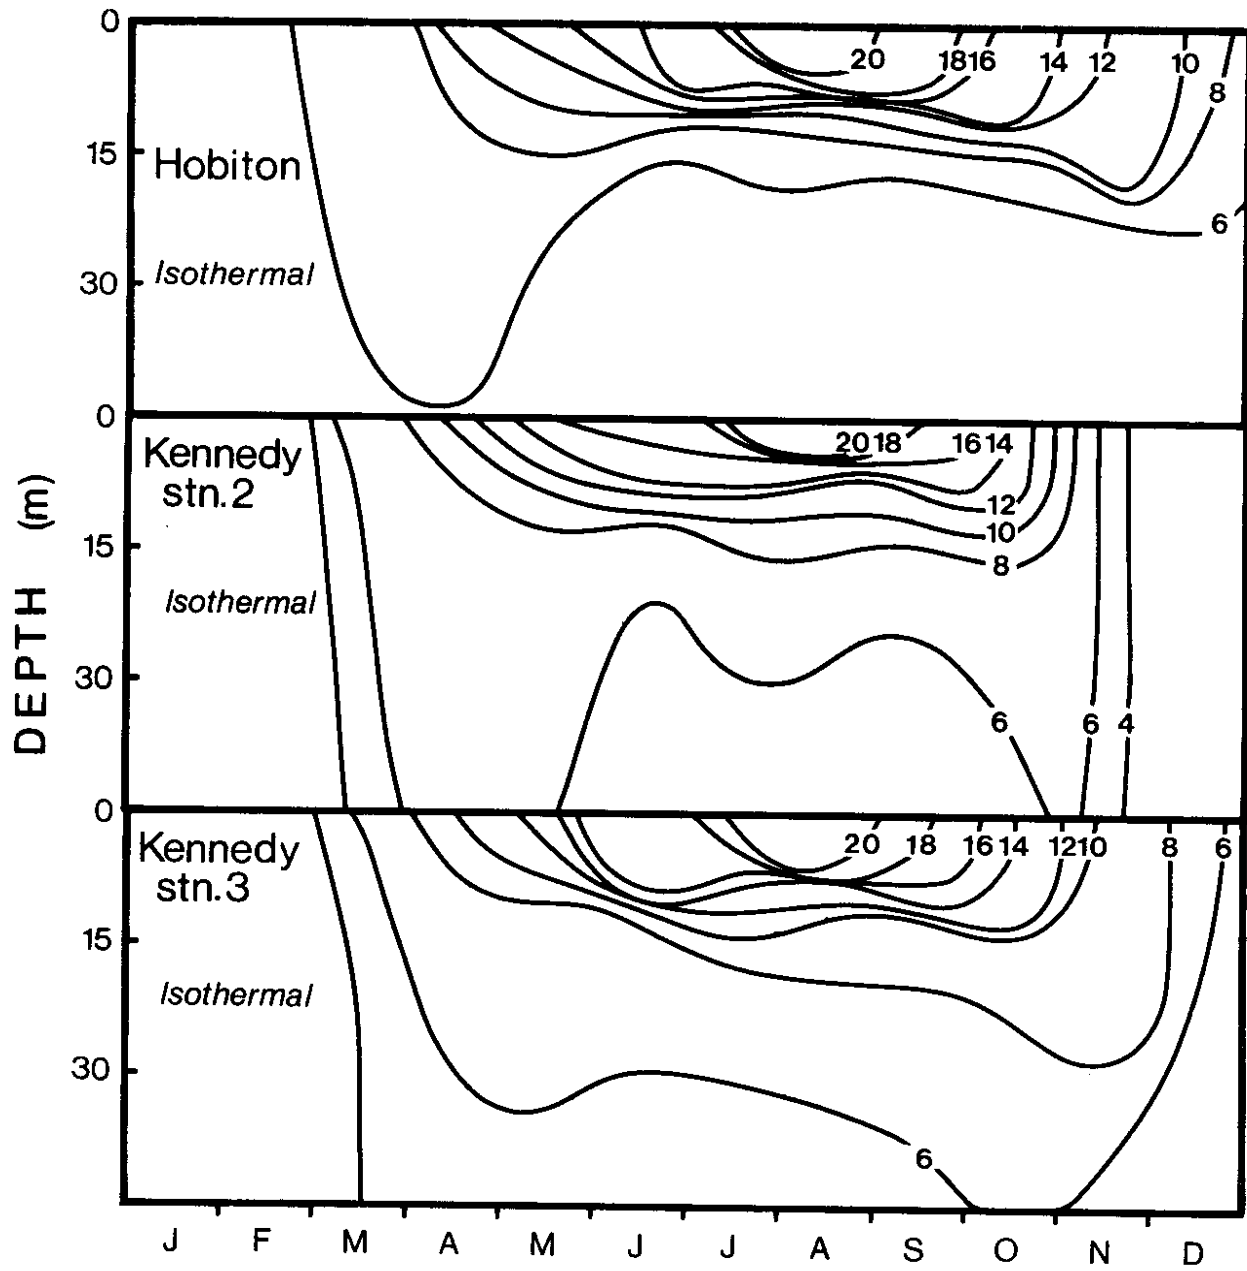 DEPTH (m)
0
15
30
Hobiton
Isothermal
20 18 16 14 12 10
8
6
0
15
30
Kennedy
stn.2
Isothermal
20 18 16 14
12
10
8
6 6 4
0
15
30
Kennedy
stn.3
Isothermal
20 18 16 14 12 10 8 6
6
J F M A M J J A S O N D